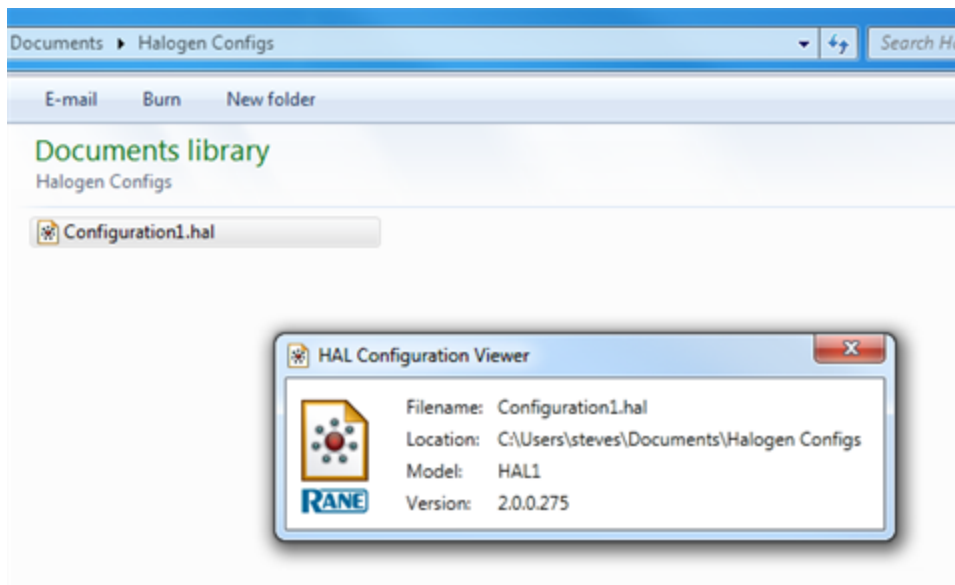 Documents ▸ Halogen Configs
Search H
E-mail Burn New folder
Documents library
Halogen Configs
Configuration1.hal
HAL Configuration Viewer
Filename: Configuration1.hal
Location: C:\Users\steves\Documents\Halogen Configs
Model: HAL1
Version: 2.0.0.275
RANE